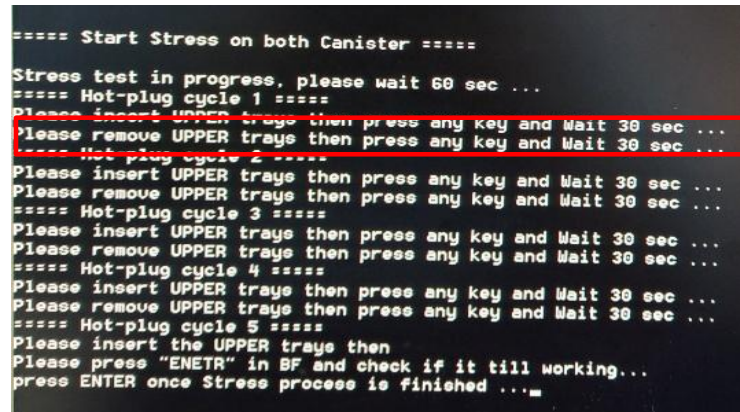 ===== Start Stress on both Canister =====
Stress test in progress, please wait 60 sec ...
===== Hot-plug cycle 1 =====
Please insert UPPER trays then press any key and Wait 30 sec ...
Please remove UPPER trays then press any key and Wait 30 sec ...
===== Hot-plug cycle 2 =====
Please insert UPPER trays then press any key and Wait 30 sec ...
Please remove UPPER trays then press any key and Wait 30 sec ...
===== Hot-plug cycle 3 =====
Please insert UPPER trays then press any key and Wait 30 sec ...
Please remove UPPER trays then press any key and Wait 30 sec ...
===== Hot-plug cycle 4 =====
Please insert UPPER trays then press any key and Wait 30 sec ...
Please remove UPPER trays then press any key and Wait 30 sec ...
===== Hot-plug cycle 5 =====
Please insert the UPPER trays then
Please press "ENETR" in BF and check if it till working...
press ENTER once Stress process is finished ..._